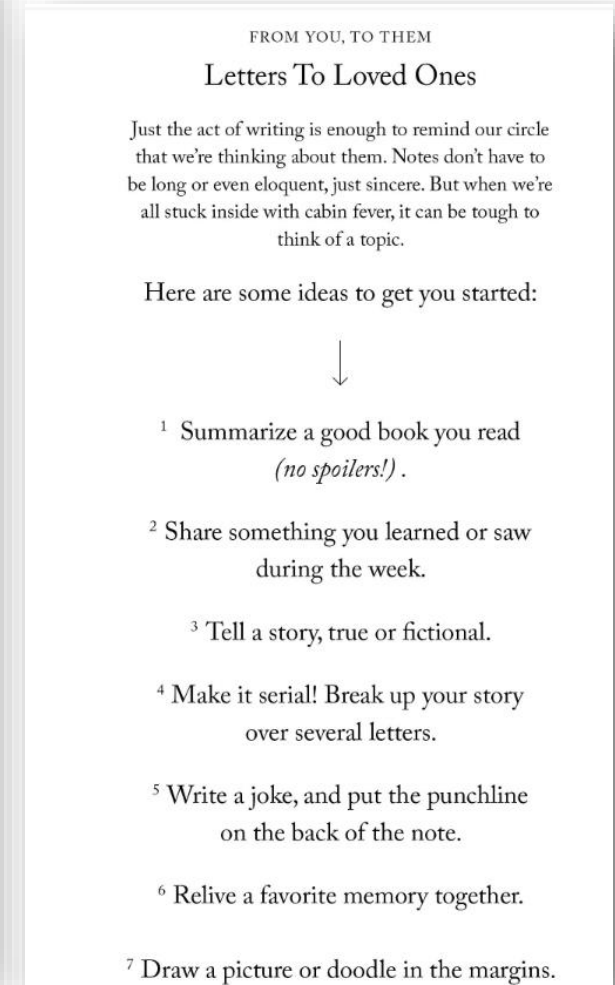 FROM YOU, TO THEM
Letters To Loved Ones
Just the act of writing is enough to remind our circle
that we're thinking about them. Notes don't have to
be long or even eloquent, just sincere. But when we're
all stuck inside with cabin fever, it can be tough to
think of a topic.
Here are some ideas to get you started:
1 Summarize a good book you read
(no spoilers!) .
2 Share something you learned or saw
during the week.
3 Tell a story, true or fictional.
4 Make it serial! Break up your story
over several letters.
5 Write a joke, and put the punchline
on the back of the note.
6 Relive a favorite memory together.
7 Draw a picture or doodle in the margins.